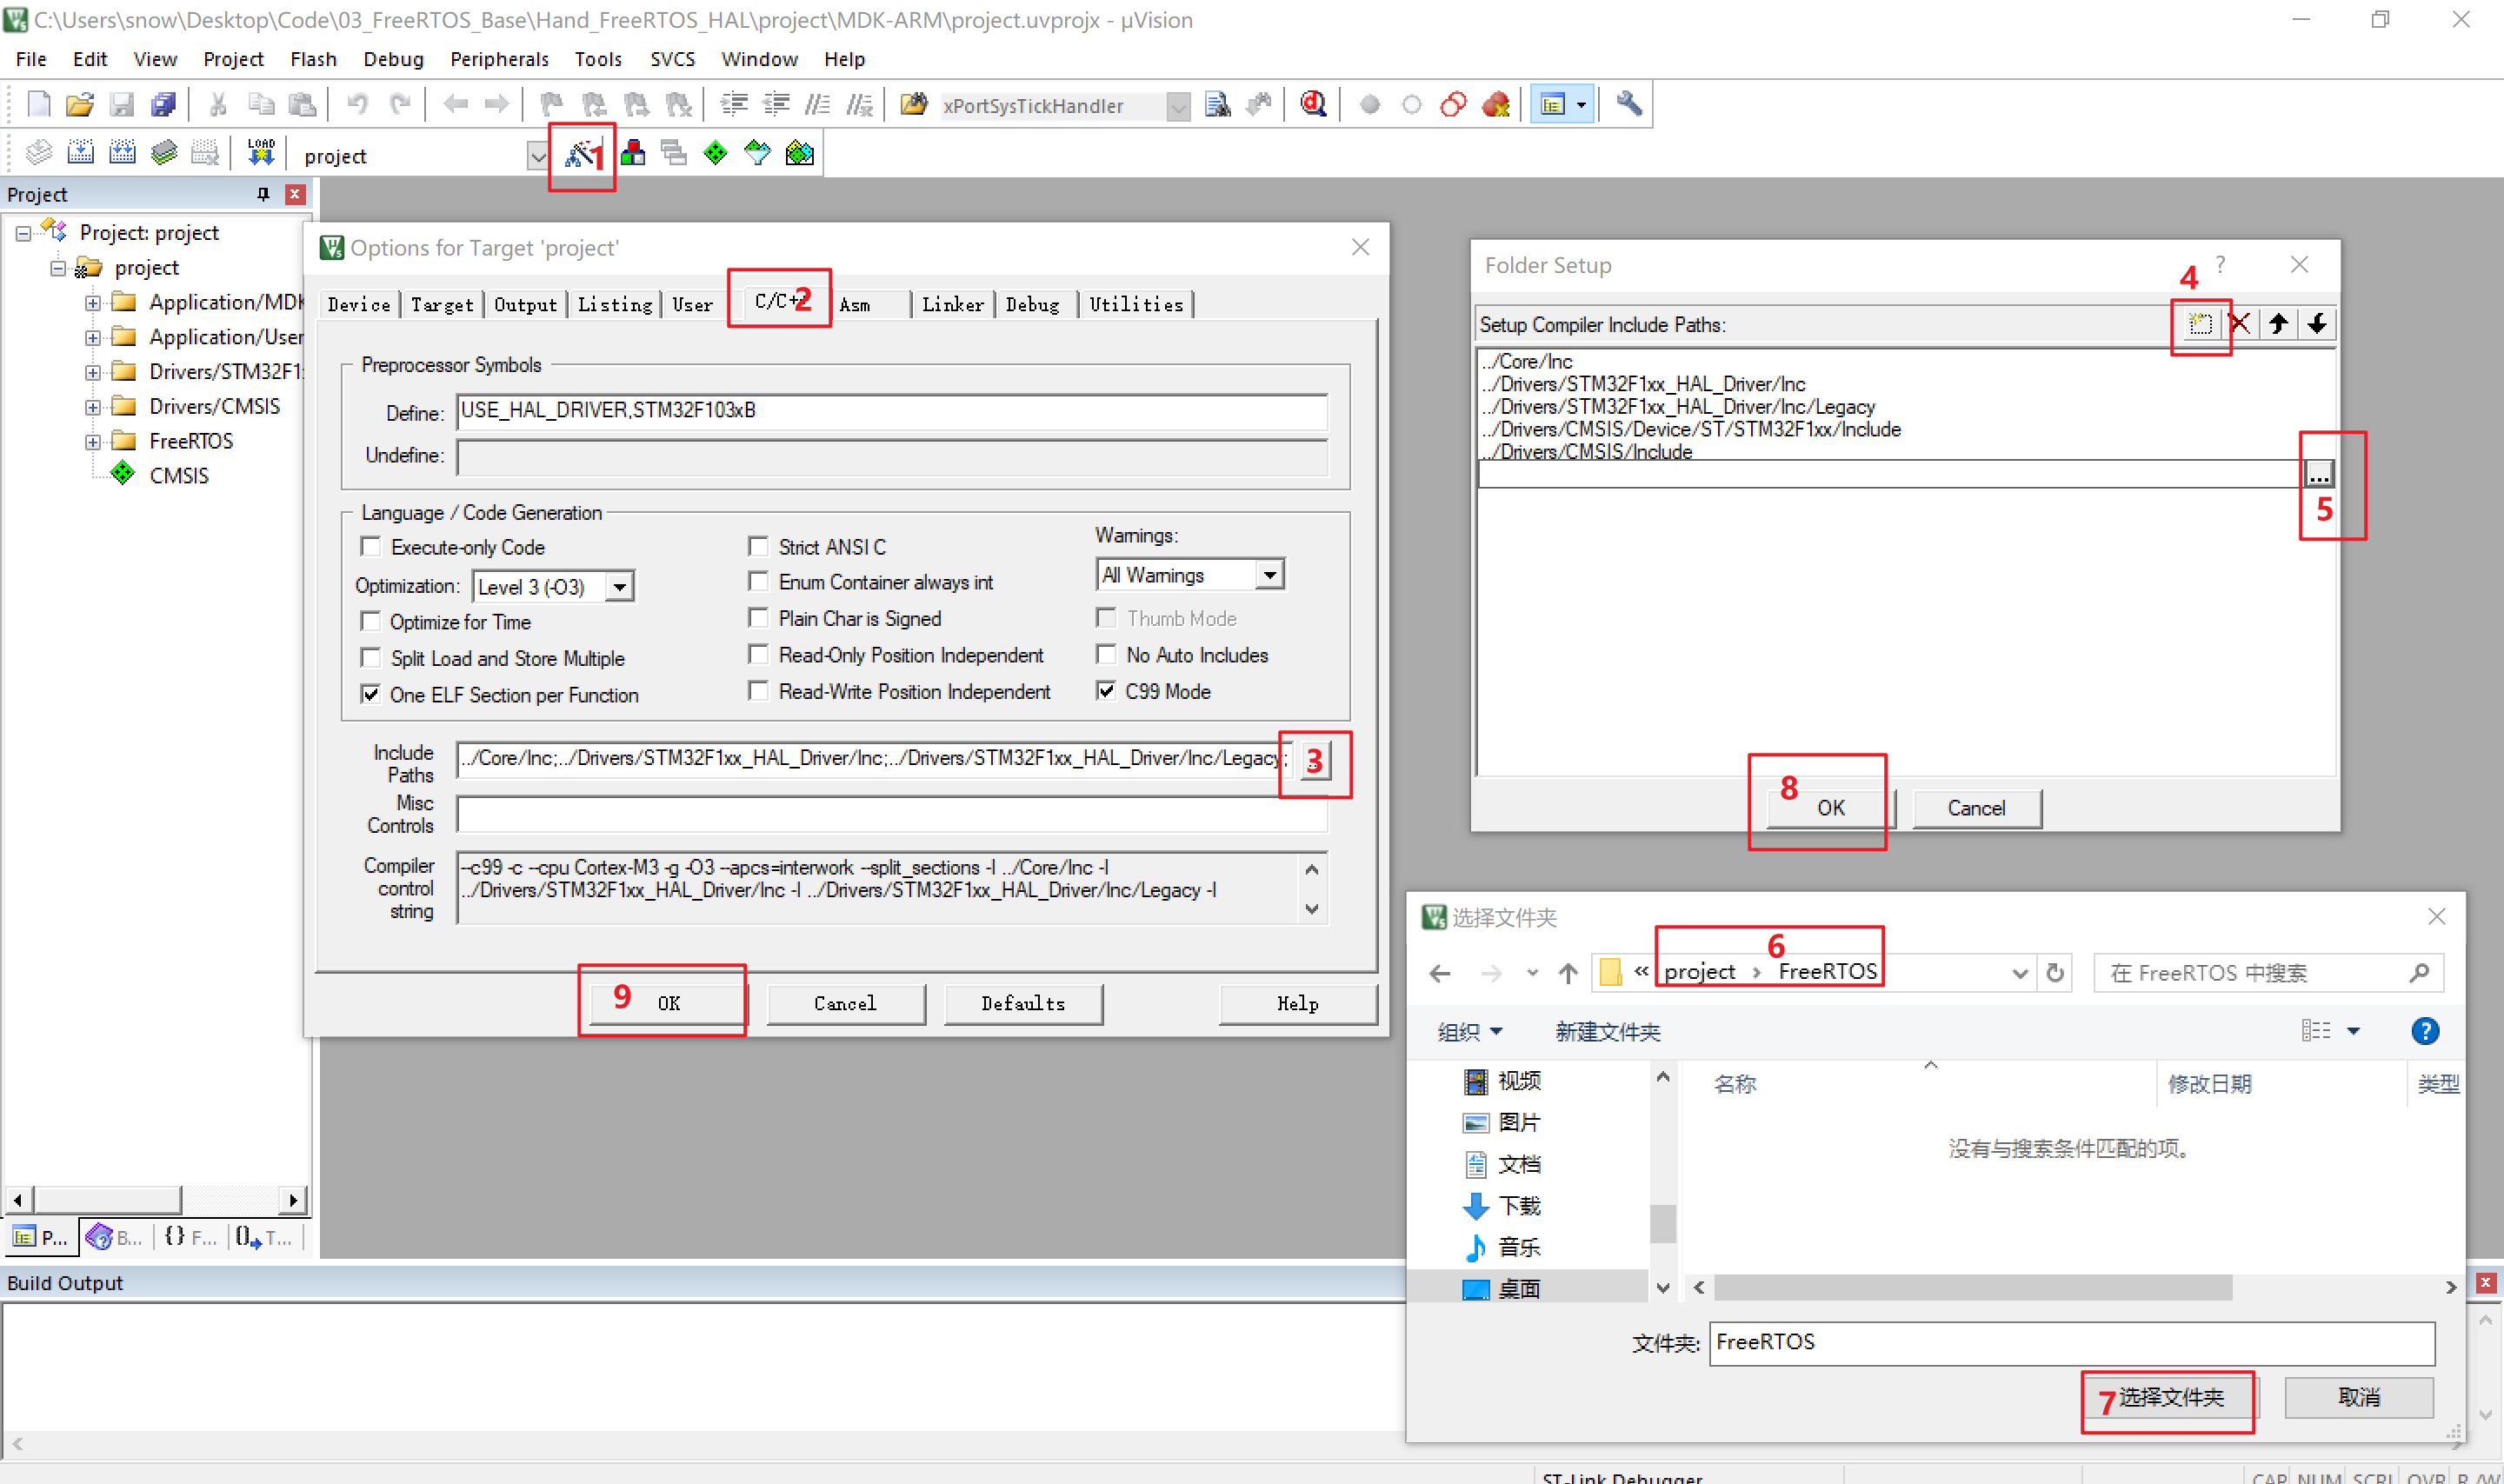 C:\Users\snow\Desktop\Code\03_FreeRTOS_Base\Hand_FreeRTOS_HAL\project\MDK-ARM\project.uvprojx - µVision
File Edit View Project Flash Debug Peripherals Tools SVCS Window Help
xPortSysTickHandler
LOAD project 1
Project
Project: project
project
Application/MDK
Application/User
Drivers/STM32F1
Drivers/CMSIS
FreeRTOS
CMSIS
P... B... {} F... T...
Options for Target 'project'
Device Target Output Listing User C/C+ 2 Asm Linker Debug Utilities
Preprocessor Symbols
Define: USE_HAL_DRIVER,STM32F103xB
Undefine:
Language / Code Generation
Execute-only Code
Optimization: Level 3 (-O3)
Optimize for Time
Split Load and Store Multiple
One ELF Section per Function
Strict ANSI C
Enum Container always int
Plain Char is Signed
Read-Only Position Independent
Read-Write Position Independent
Warnings:
All Warnings
Thumb Mode
No Auto Includes
C99 Mode
Include Paths ../Core/Inc;../Drivers/STM32F1xx_HAL_Driver/Inc;../Drivers/STM32F1xx_HAL_Driver/Inc/Legacy; 3
Misc Controls
Compiler control string
--c99 -c --cpu Cortex-M3 -g -O3 --apcs=interwork --split_sections -I ../Core/Inc -I
../Drivers/STM32F1xx_HAL_Driver/Inc -I ../Drivers/STM32F1xx_HAL_Driver/Inc/Legacy -I
9 OK Cancel Defaults Help
Folder Setup ?
4
Setup Compiler Include Paths:
../Core/Inc
../Drivers/STM32F1xx_HAL_Driver/Inc
../Drivers/STM32F1xx_HAL_Driver/Inc/Legacy
../Drivers/CMSIS/Device/ST/STM32F1xx/Include
../Drivers/CMSIS/Include
...
5
8 OK Cancel
选择文件夹
6
« project › FreeRTOS
在 FreeRTOS 中搜索
组织 新建文件夹 ?
视频
图片
文档
下载
音乐
桌面
名称 修改日期 类型
没有与搜索条件匹配的项。
文件夹: FreeRTOS
7 选择文件夹 取消
Build Output
ST-Link Debugger CAP NUM SCRL OVR R/W